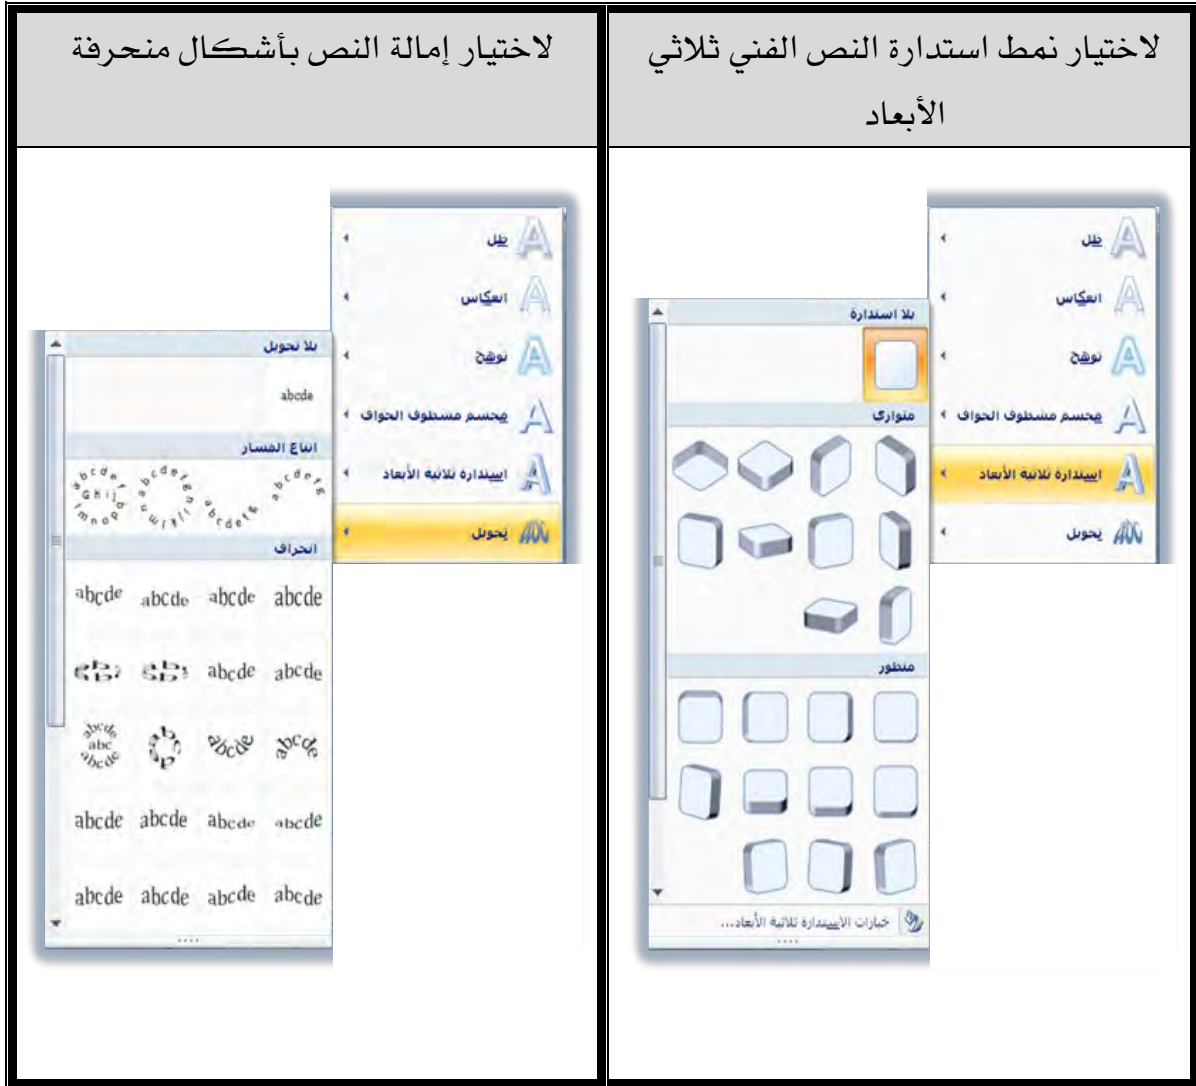 لاختيار نمط استدارة النص الفني ثلاثي
الأبعاد
ظل
انعكاس
توهج
مجسم مشطوف الحواف
استدارة ثلاثية الأبعاد
تحويل
بلا استدارة
متوازي
منظور
خيارات الاستدارة ثلاثية الأبعاد...
لاختيار إمالة النص بأشكال منحرفة
ظل
انعكاس
توهج
مجسم مشطوف الحواف
استدارة ثلاثية الأبعاد
تحويل
بلا تحويل
abcde
اتباع المسار
انحراف
abcde abcde abcde abcde
abcde abcde
abcde abcde
abcde abcde abcde abcde
abcde abcde abcde abcde